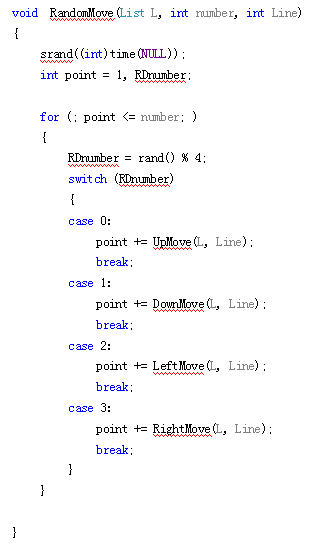 void  RandomMove(List L, int number, int Line)
{
    srand((int)time(NULL));
    int point = 1, RDnumber;

    for (; point <= number; )
    {
        RDnumber = rand() % 4;
        switch (RDnumber)
        {
        case 0:
            point += UpMove(L, Line);
            break;
        case 1:
            point += DownMove(L, Line);
            break;
        case 2:
            point += LeftMove(L, Line);
            break;
        case 3:
            point += RightMove(L, Line);
            break;
        }
    }

}